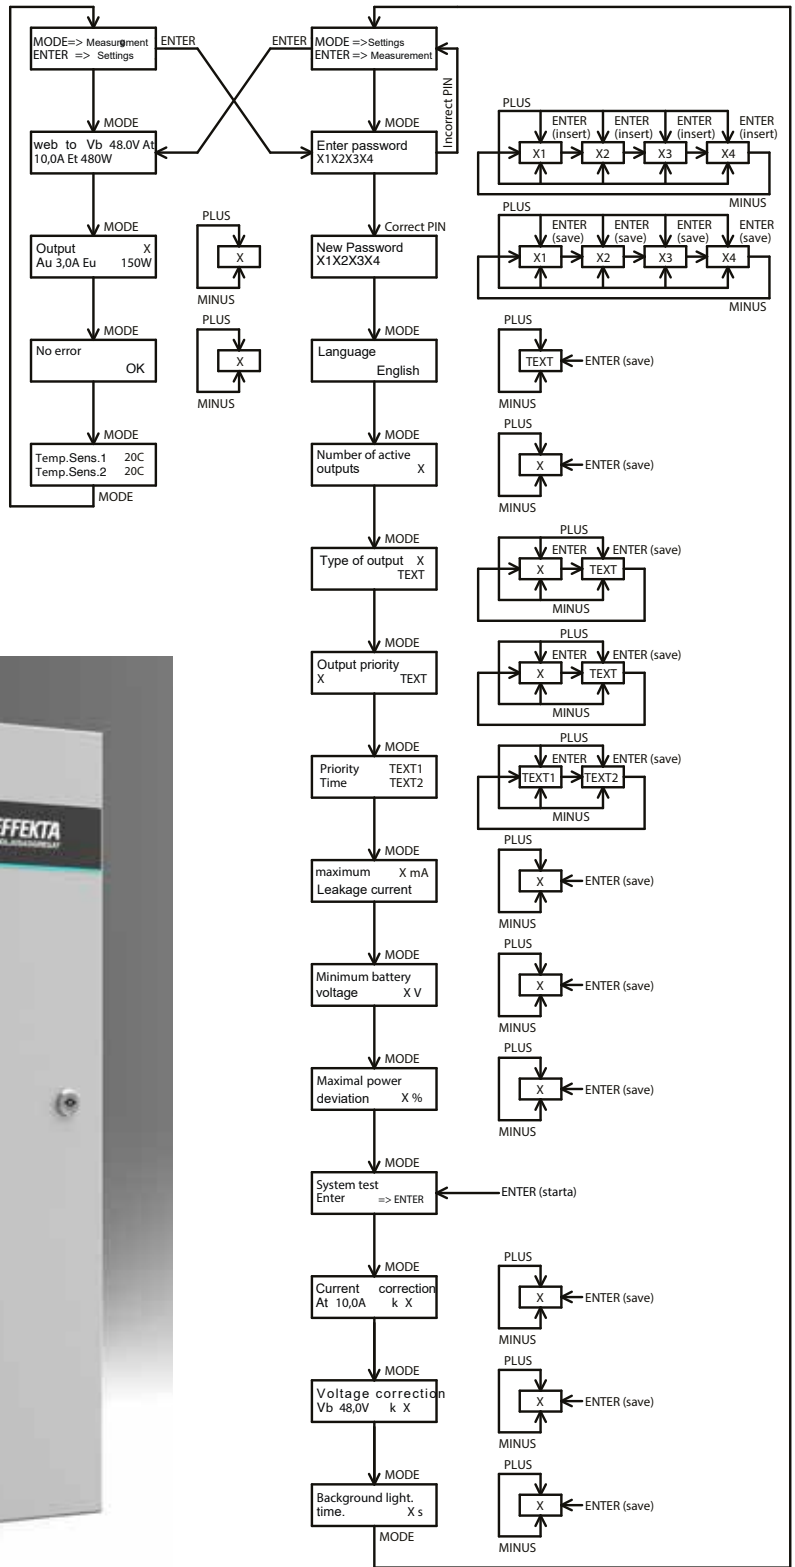 MODE=> Measurement
ENTER => Settings
ENTER
MODE
web to Vb 48.0V At
10,0A Et 480W
MODE
Output X
Au 3,0A Eu 150W
PLUS
X
MINUS
MODE
No error
OK
PLUS
X
MINUS
MODE
Temp.Sens.1 20C
Temp.Sens.2 20C
MODE
ENTER
MODE =>Settings
ENTER => Measurement
Incorrect PIN
MODE
Enter password
X1X2X3X4
PLUS
ENTER (insert)
ENTER (insert)
ENTER (insert)
ENTER (insert)
X1 X2 X3 X4
MINUS
Correct PIN
New Password
X1X2X3X4
PLUS
ENTER (save)
ENTER (save)
ENTER (save)
ENTER (save)
X1 X2 X3 X4
MINUS
MODE
Language
English
PLUS
TEXT
ENTER (save)
MINUS
MODE
Number of active
outputs X
PLUS
X
ENTER (save)
MINUS
MODE
Type of output X
TEXT
PLUS
ENTER ENTER (save)
X TEXT
MINUS
MODE
Output priority
X TEXT
PLUS
ENTER ENTER (save)
X TEXT
MINUS
MODE
Priority TEXT1
Time TEXT2
PLUS
ENTER ENTER (save)
TEXT1 TEXT2
MINUS
MODE
maximum X mA
Leakage current
PLUS
X
ENTER (save)
MINUS
MODE
Minimum battery
voltage X V
PLUS
X
ENTER (save)
MINUS
MODE
Maximal power
deviation X %
PLUS
X
ENTER (save)
MINUS
MODE
System test
Enter => ENTER
ENTER (starta)
MODE
Current correction
At 10,0A k X
PLUS
X
ENTER (save)
MINUS
MODE
Voltage correction
Vb 48,0V k X
PLUS
X
ENTER (save)
MINUS
MODE
Background light.
time. X s
MODE
PLUS
X
ENTER (save)
MINUS
EFFEKTA